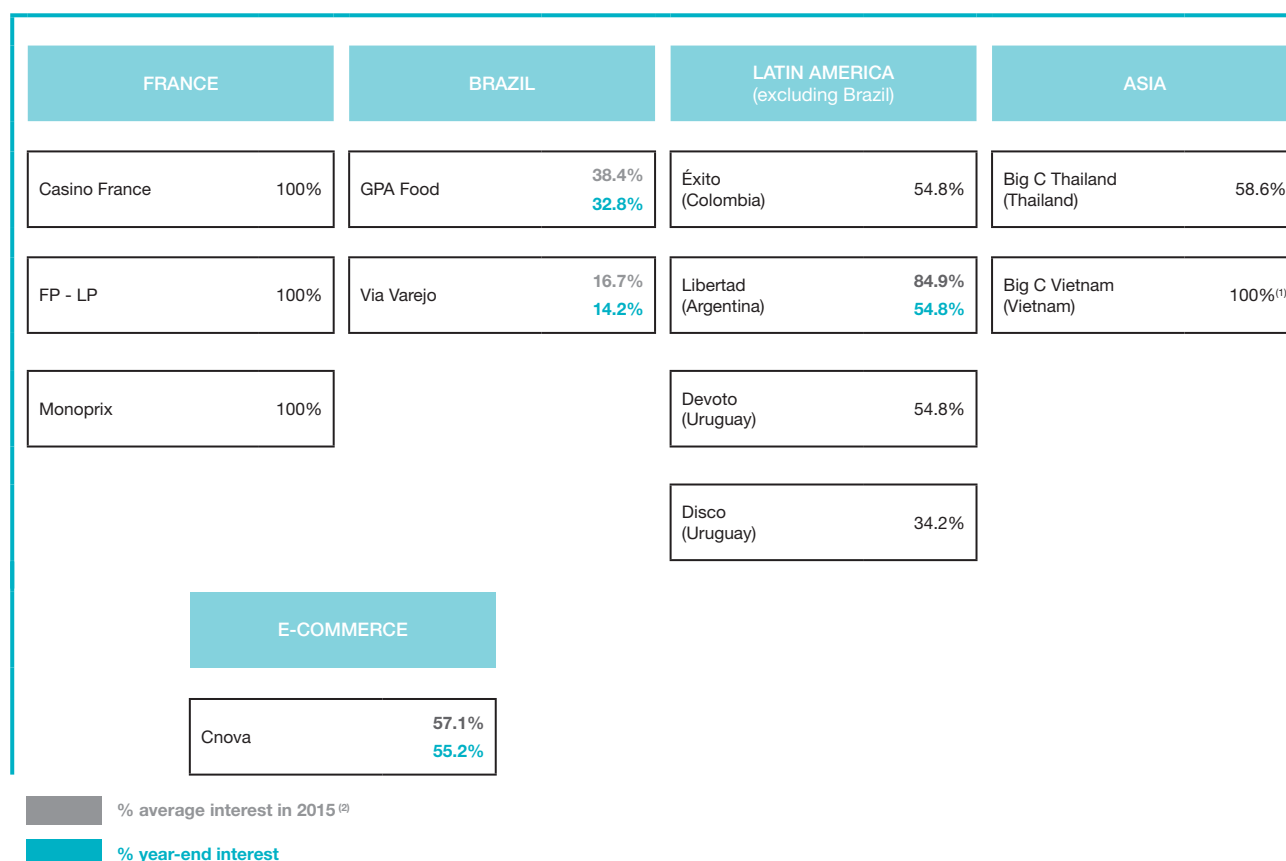 FRANCE
BRAZIL
LATIN AMERICA
(excluding Brazil)
ASIA
Casino France 100%
GPA Food 38.4%
32.8%
Éxito
(Colombia) 54.8%
Big C Thailand
(Thailand) 58.6%
FP - LP 100%
Via Varejo 16.7%
14.2%
Libertad 84.9%
(Argentina) 54.8%
Big C Vietnam
(Vietnam) 100%(1)
Monoprix 100%
Devoto
(Uruguay) 54.8%
Disco
(Uruguay) 34.2%
E-COMMERCE
Cnova 57.1%
55.2%
% average interest in 2015 (2)
% year-end interest